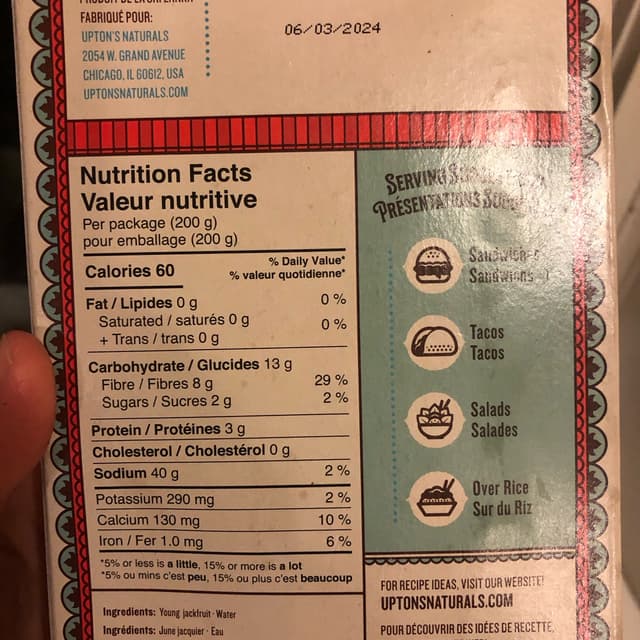 FABRIQUÉ POUR:
UPTON'S NATURALS
2054 W. GRAND AVENUE
CHICAGO, IL 60612, USA
UPTONSNATURALS.COM
06/03/2024
Nutrition Facts
Valeur nutritive
Per package (200 g)
pour emballage (200 g)
Calories 60
% Daily Value*
% valeur quotidienne*
Fat / Lipides 0 g 0 %
Saturated / saturés 0 g 0 %
+ Trans / trans 0 g
Carbohydrate / Glucides 13 g
Fibre / Fibres 8 g 29 %
Sugars / Sucres 2 g 2 %
Protein / Protéines 3 g
Cholesterol / Cholestérol 0 g
Sodium 40 g 2 %
Potassium 290 mg 2 %
Calcium 130 mg 10 %
Iron / Fer 1.0 mg 6 %
*5% or less is a little, 15% or more is a lot
*5% ou mins c'est peu, 15% ou plus c'est beaucoup
Ingredients: Young jackfruit · Water
Ingrédients: June jacquier · Eau
SERVING
PRÉSENTATIONS
Tacos
Tacos
Salads
Salades
Over Rice
Sur du Riz
FOR RECIPE IDEAS, VISIT OUR WEBSITE!
UPTONSNATURALS.COM
POUR DÉCOUVRIR DES IDÉES DE RECETTE,